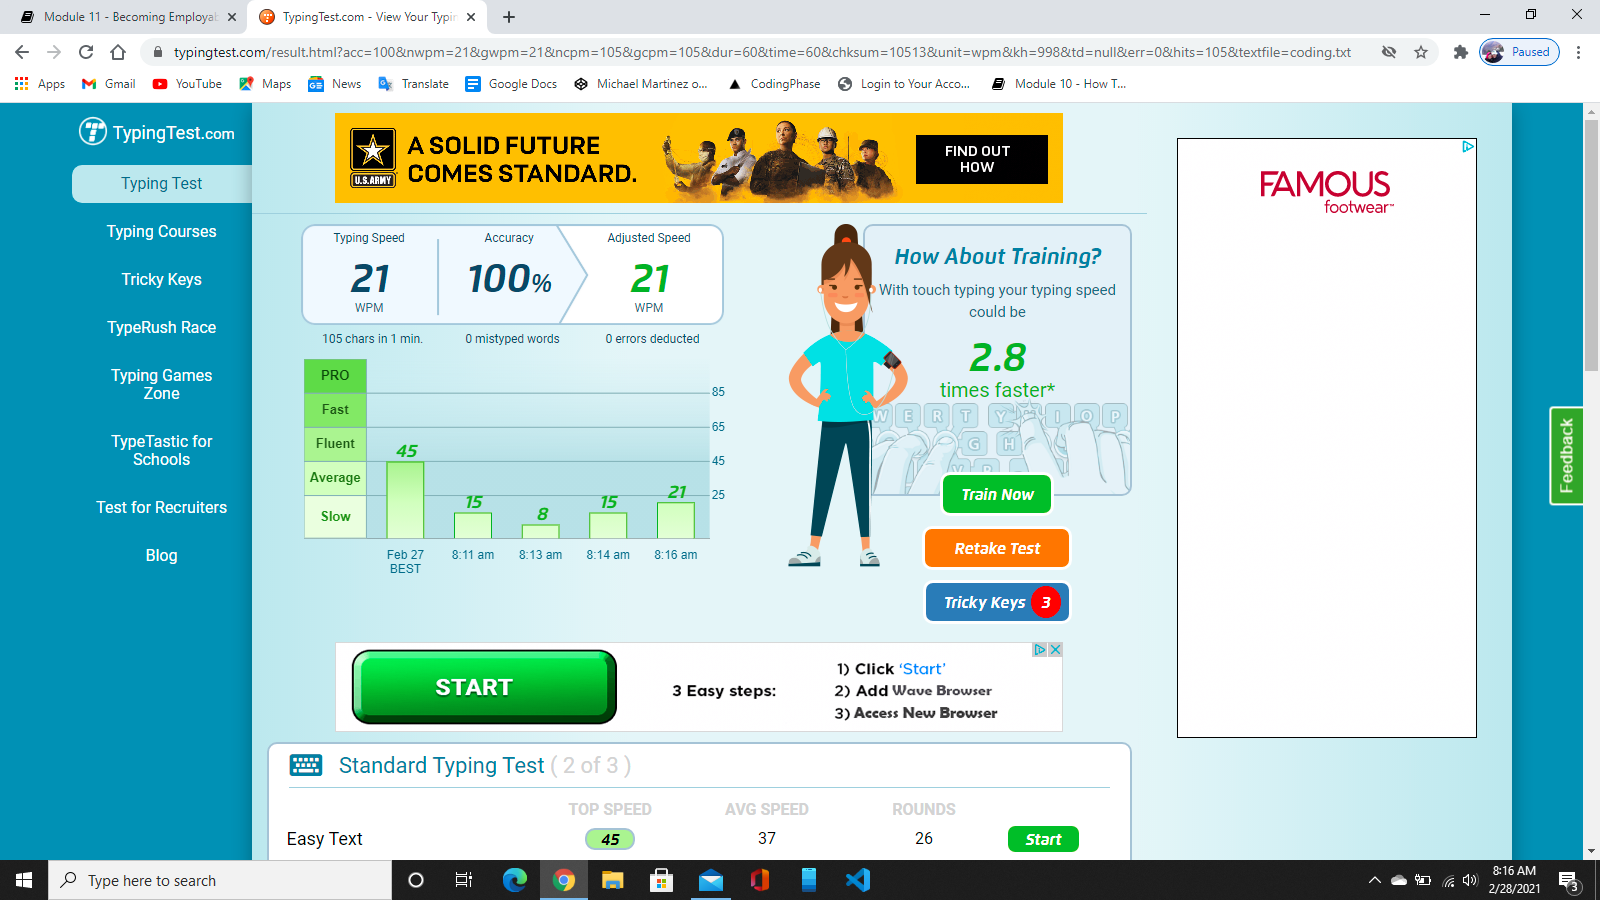 Module 11 - Becoming Employab
TypingTest.com - View Your Typin
typingtest.com/result.html?acc=100&nwpm=21&gwpm=21&ncpm=105&gcpm=105&dur=60&time=60&chksum=10513&unit=wpm&kh=998&td=null&err=0&hits=105&textfile=coding.txt
Paused
Apps
Gmail
YouTube
Maps
News
Translate
Google Docs
Michael Martinez o...
CodingPhase
Login to Your Acco...
Module 10 - How T...
TypingTest.com
Typing Test
Typing Courses
Tricky Keys
TypeRush Race
Typing Games
Zone
TypeTastic for
Schools
Test for Recruiters
Blog
U.S.ARMY
A SOLID FUTURE
COMES STANDARD.
FIND OUT
HOW
Typing Speed
21
WPM
105 chars in 1 min.
Accuracy
100%
0 mistyped words
Adjusted Speed
21
WPM
0 errors deducted
PRO
Fast
Fluent
Average
Slow
85
65
45
25
45
15
8
15
21
Feb 27
BEST
8:11 am
8:13 am
8:14 am
8:16 am
How About Training?
With touch typing your typing speed
could be
2.8
times faster*
W E R T Y I O P
G H
V B
Train Now
Retake Test
Tricky Keys 3
FAMOUS
footwear
Feedback
START
3 Easy steps:
1) Click ‘Start’
2) Add Wave Browser
3) Access New Browser
Standard Typing Test ( 2 of 3 )
TOP SPEED
AVG SPEED
ROUNDS
Easy Text
45
37
26
Start
Type here to search
8:16 AM
2/28/2021
3